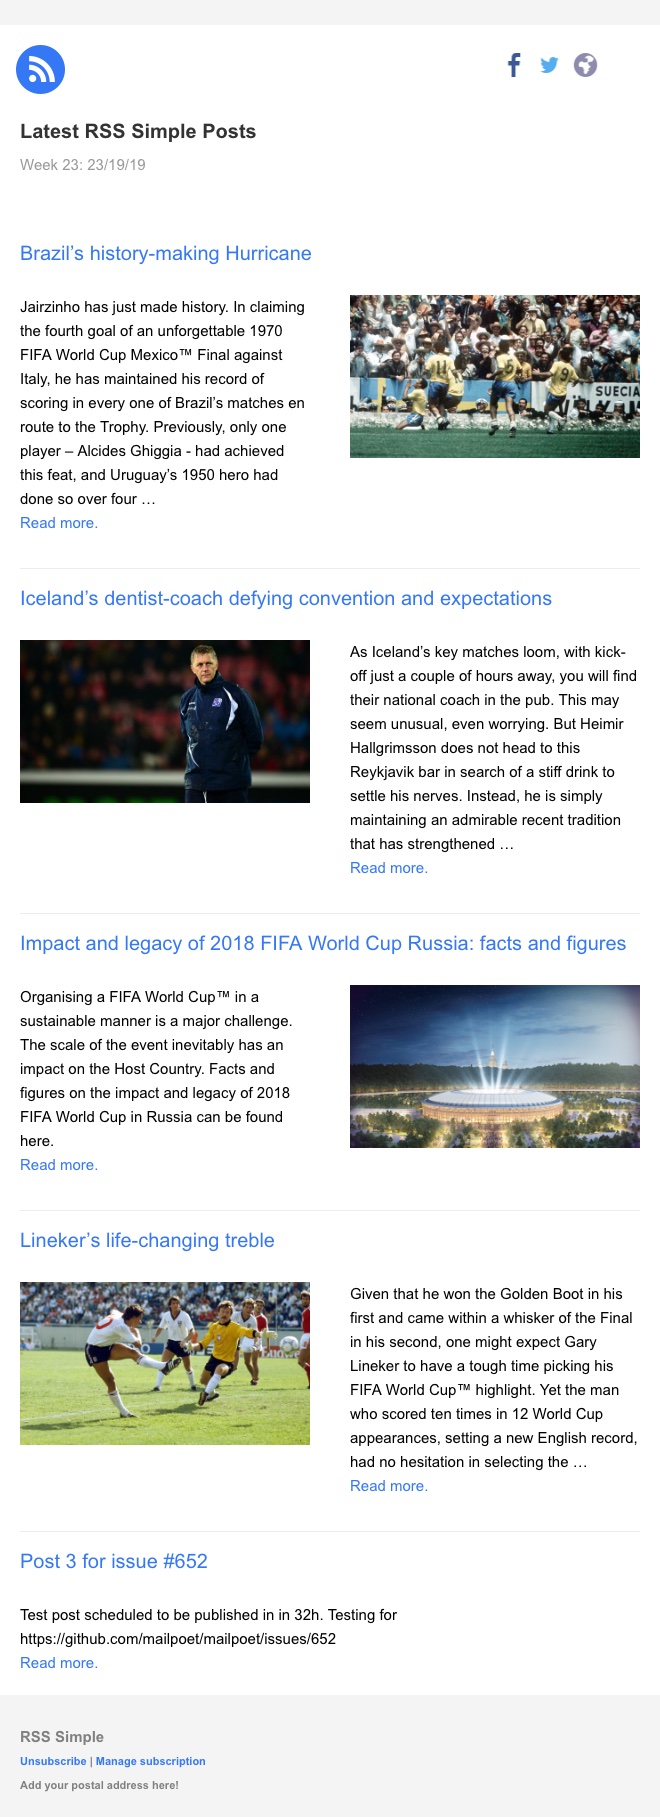 Latest RSS Simple Posts
Week 23: 23/19/19
Brazil’s history-making Hurricane
Jairzinho has just made history. In claiming
the fourth goal of an unforgettable 1970
FIFA World Cup Mexico™ Final against
Italy, he has maintained his record of
scoring in every one of Brazil’s matches en
route to the Trophy. Previously, only one
player – Alcides Ghiggia - had achieved
this feat, and Uruguay’s 1950 hero had
done so over four …
Read more.
SUECIA
Iceland’s dentist-coach defying convention and expectations
As Iceland’s key matches loom, with kick-
off just a couple of hours away, you will find
their national coach in the pub. This may
seem unusual, even worrying. But Heimir
Hallgrimsson does not head to this
Reykjavik bar in search of a stiff drink to
settle his nerves. Instead, he is simply
maintaining an admirable recent tradition
that has strengthened …
Read more.
Impact and legacy of 2018 FIFA World Cup Russia: facts and figures
Organising a FIFA World Cup™ in a
sustainable manner is a major challenge.
The scale of the event inevitably has an
impact on the Host Country. Facts and
figures on the impact and legacy of 2018
FIFA World Cup in Russia can be found
here.
Read more.
Lineker’s life-changing treble
Given that he won the Golden Boot in his
first and came within a whisker of the Final
in his second, one might expect Gary
Lineker to have a tough time picking his
FIFA World Cup™ highlight. Yet the man
who scored ten times in 12 World Cup
appearances, setting a new English record,
had no hesitation in selecting the …
Read more.
Post 3 for issue #652
Test post scheduled to be published in in 32h. Testing for
https://github.com/mailpoet/mailpoet/issues/652
Read more.
RSS Simple
Unsubscribe | Manage subscription
Add your postal address here!